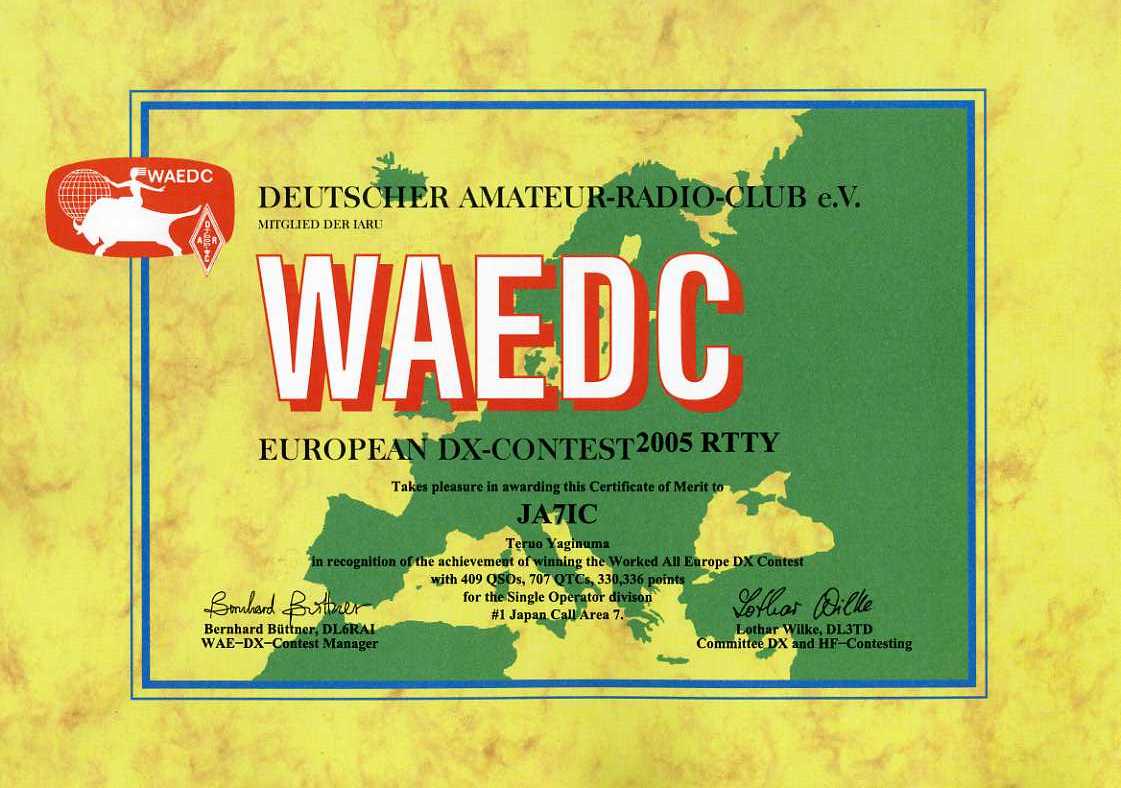 WAEDC
DARC
DEUTSCHER AMATEUR-RADIO-CLUB e.V.
MITGLIED DER IARU
WAEDC
EUROPEAN DX-CONTEST 2005 RTTY
Takes pleasure in awarding this Certificate of Merit to
JA7IC
Teruo Yaginuma
in recognition of the achievement of winning the Worked All Europe DX Contest
with 409 QSOs, 707 QTCs, 330,336 points
for the Single Operator divison
#1 Japan Call Area 7.
Bernhard Büttner
Bernhard Büttner, DL6RAI
WAE-DX-Contest Manager
Lothar Wilke
Lothar Wilke, DL3TD
Committee DX and HF-Contesting